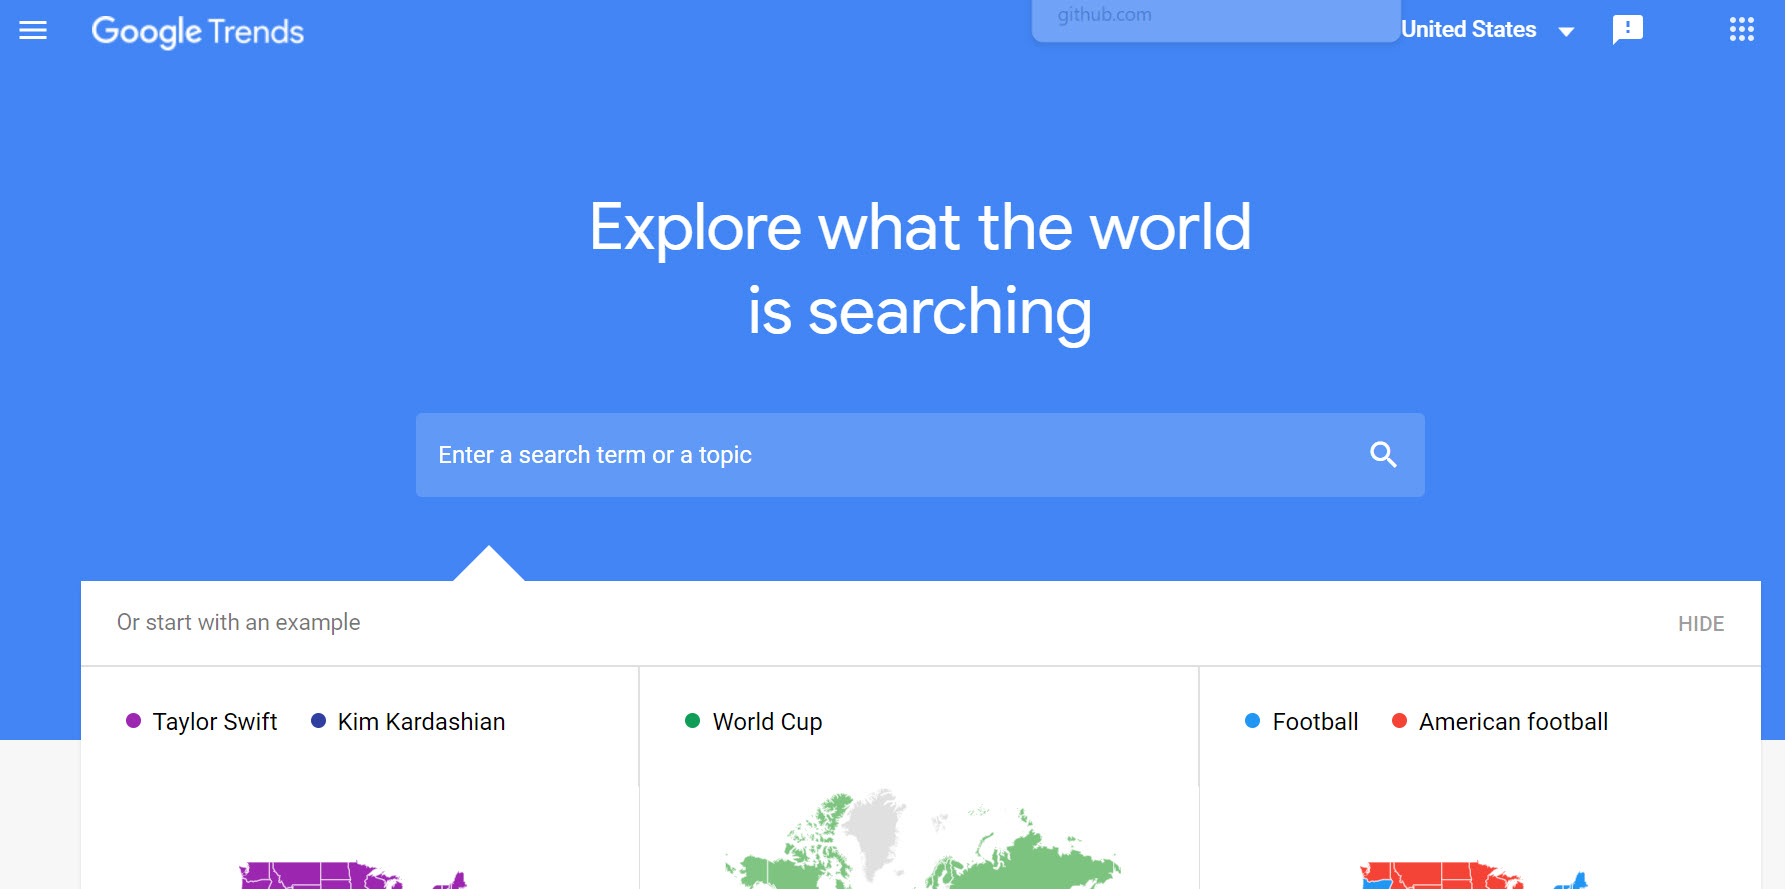 Google Trends
github.com
United States
Explore what the world
is searching
Enter a search term or a topic
Or start with an example
HIDE
Taylor Swift
Kim Kardashian
World Cup
Football
American football